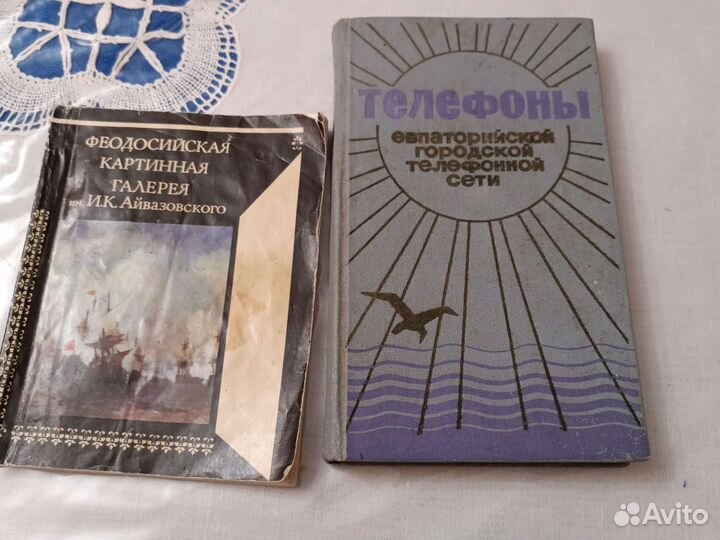 ФЕОДОСИЙСКАЯ
КАРТИННАЯ
ГАЛЕРЕЯ
им. И.К. Айвазовского
Телефоны
евпаторийской
городской
телефонной
сети
Avito